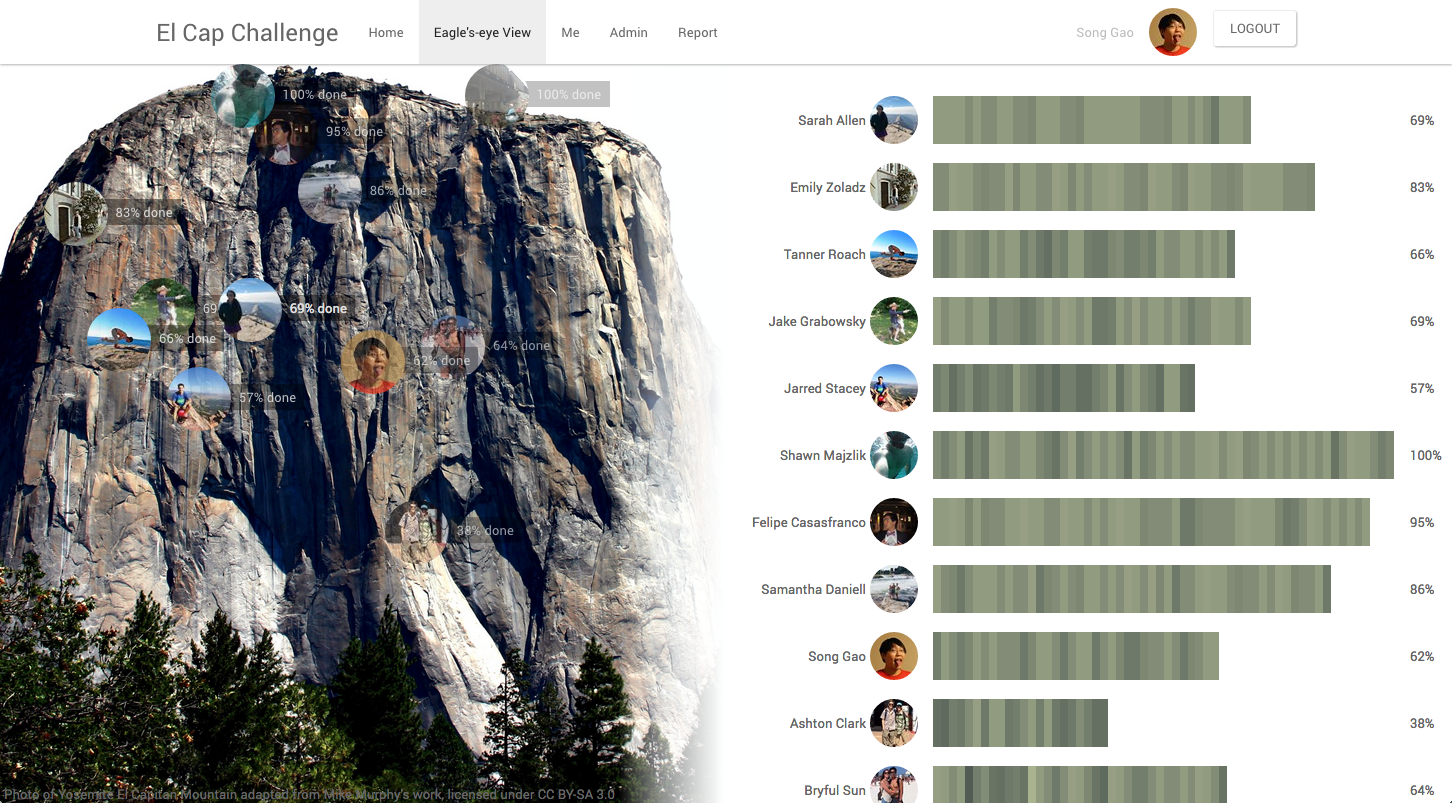 El Cap Challenge
Home
Eagle's-eye View
Me
Admin
Report
Song Gao
LOGOUT
100% done
100% done
95% done
86% done
83% done
69
69% done
66% done
64% done
62% done
57% done
38% done
Photo of Yosemite El Capitan Mountain adapted from Mike Murphy's work, licensed under CC BY-SA 3.0
Sarah Allen 69%
Emily Zoladz 83%
Tanner Roach 66%
Jake Grabowsky 69%
Jarred Stacey 57%
Shawn Majzlik 100%
Felipe Casasfranco 95%
Samantha Daniell 86%
Song Gao 62%
Ashton Clark 38%
Bryful Sun 64%